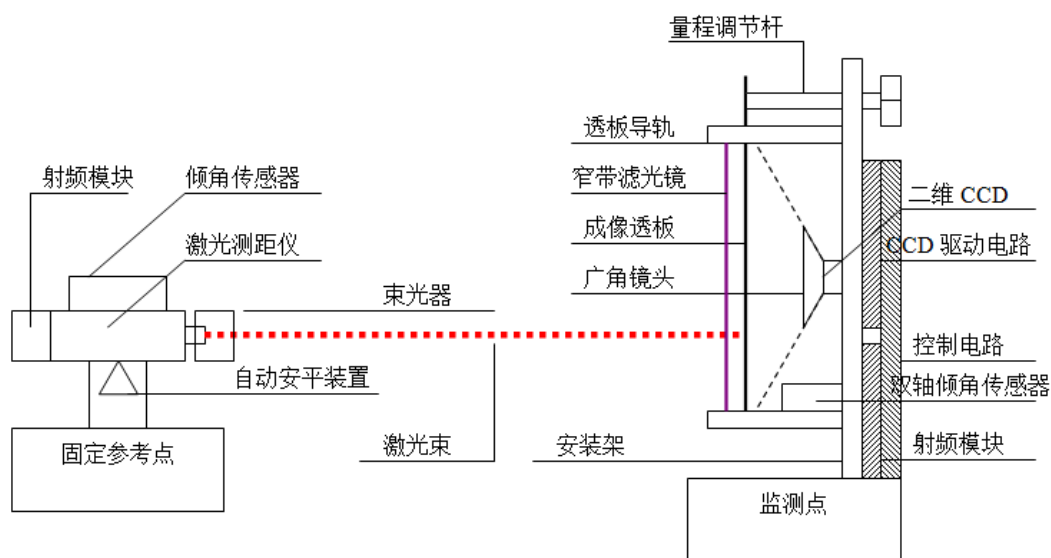 量程调节杆
透板导轨
射频模块
倾角传感器
窄带滤光镜
二维 CCD
成像透板
激光测距仪
CCD 驱动电路
广角镜头
束光器
控制电路
自动安平装置
双轴倾角传感器
固定参考点
激光束
安装架
射频模块
监测点